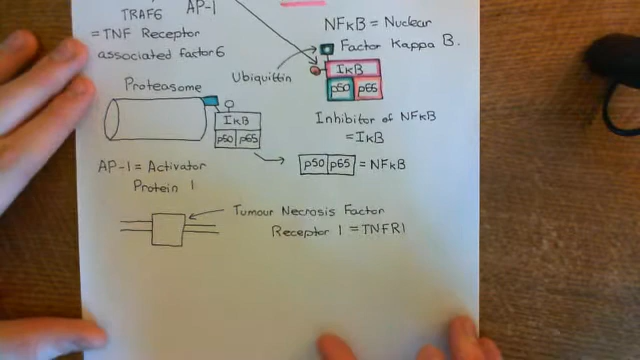 TRAF6
AP-1
= TNF Receptor
associated factor 6
NFκB = Nuclear
Factor Kappa B.
Ubiquittin
IκB
p50 p65
Proteasome
IκB
p50 p65
Inhibitor of NFκB
= IκB
p50 p65 = NFκB
AP-1 = Activator
Protein 1
Tumour Necrosis Factor
Receptor 1 = TNFR1